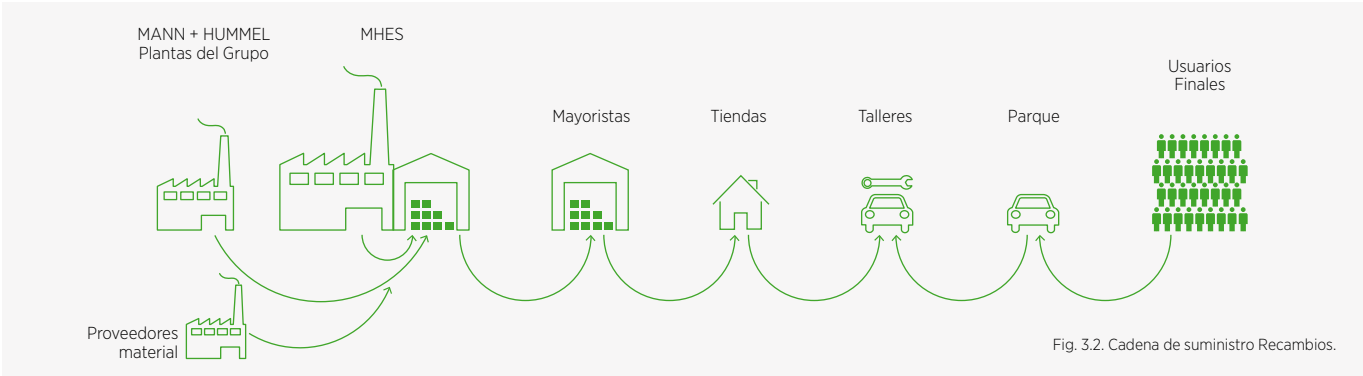 MANN + HUMMEL
Plantas del Grupo
MHES
Mayoristas
Tiendas
Talleres
Parque
Usuarios
Finales
Proveedores
material
Fig. 3.2. Cadena de suministro Recambios.